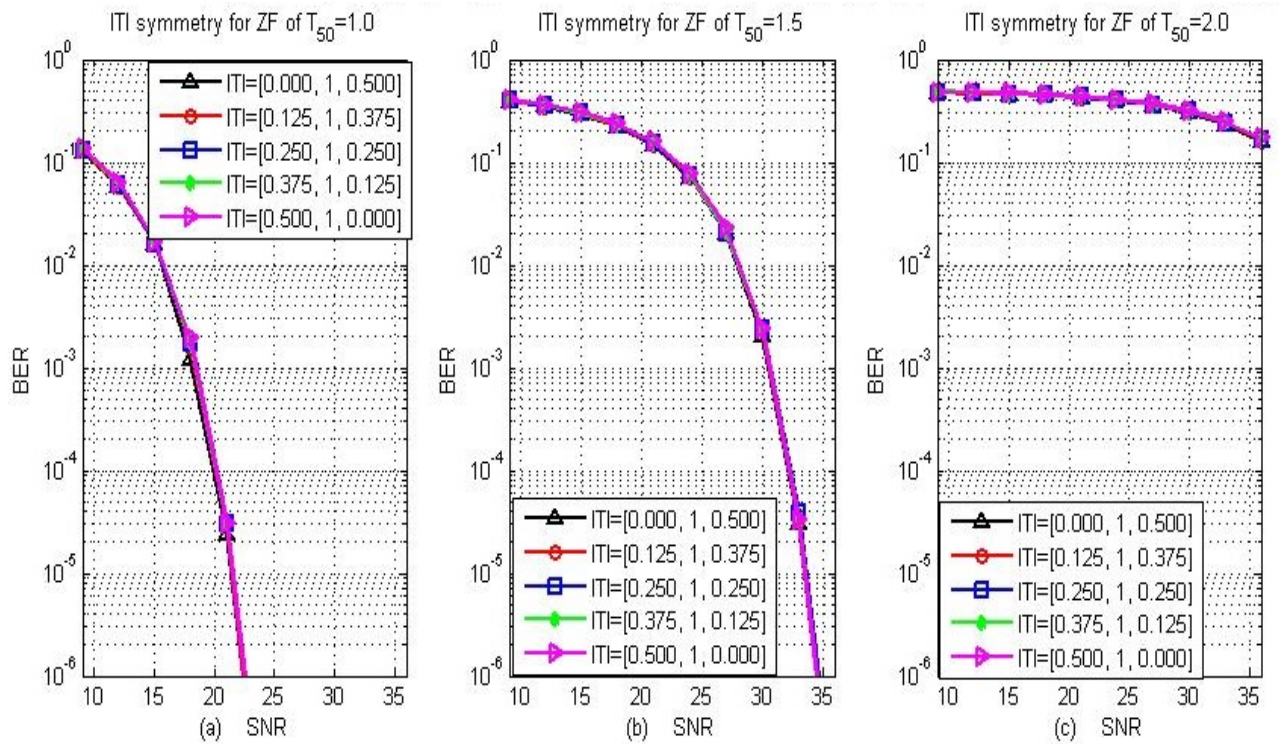 ITI symmetry for ZF of T50=1.0
10^0
10^-1
10^-2
10^-3
10^-4
10^-5
10^-6
BER
ITI=[0.000, 1, 0.500]
ITI=[0.125, 1, 0.375]
ITI=[0.250, 1, 0.250]
ITI=[0.375, 1, 0.125]
ITI=[0.500, 1, 0.000]
10 15 20 25 30 35
(a) SNR
ITI symmetry for ZF of T50=1.5
10^0
10^-1
10^-2
10^-3
10^-4
10^-5
10^-6
BER
ITI=[0.000, 1, 0.500]
ITI=[0.125, 1, 0.375]
ITI=[0.250, 1, 0.250]
ITI=[0.375, 1, 0.125]
ITI=[0.500, 1, 0.000]
10 15 20 25 30 35
(b) SNR
ITI symmetry for ZF of T50=2.0
10^0
10^-1
10^-2
10^-3
10^-4
10^-5
10^-6
BER
ITI=[0.000, 1, 0.500]
ITI=[0.125, 1, 0.375]
ITI=[0.250, 1, 0.250]
ITI=[0.375, 1, 0.125]
ITI=[0.500, 1, 0.000]
10 15 20 25 30 35
(c) SNR